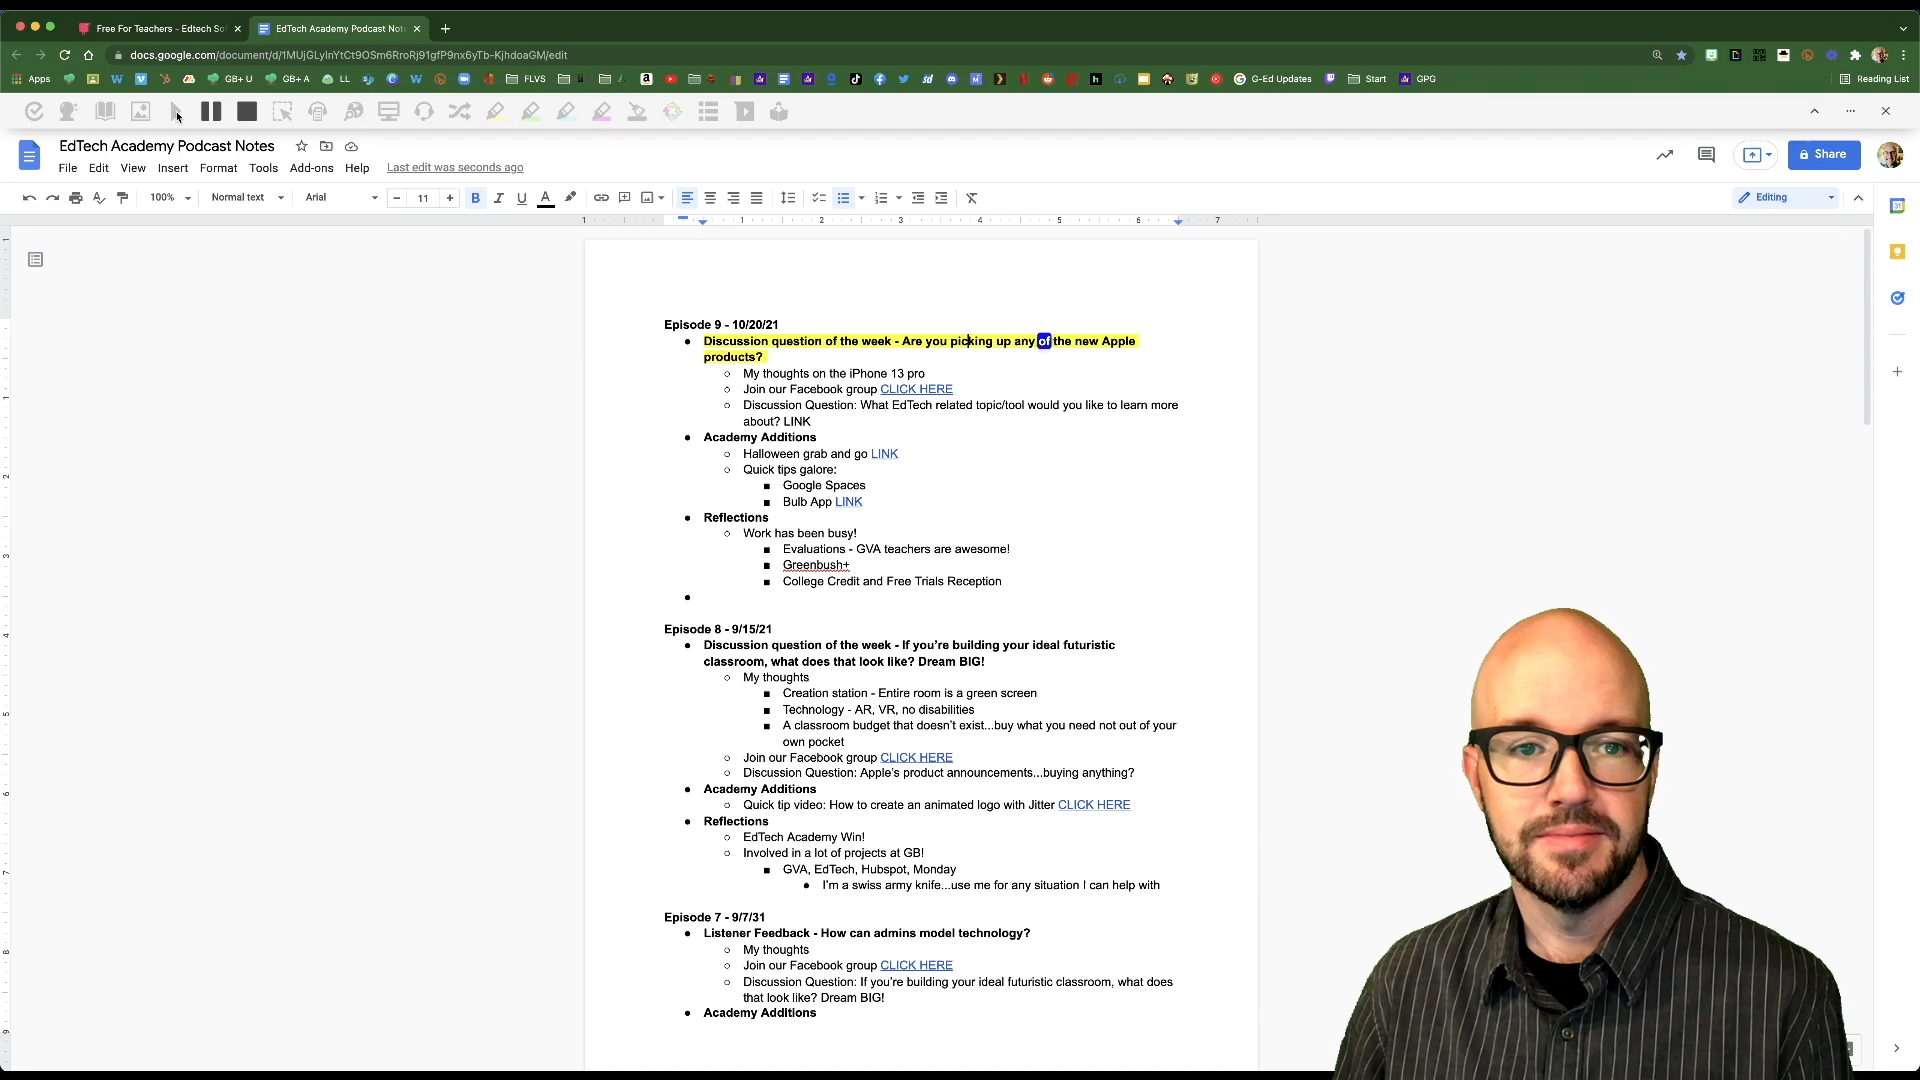 Free For Teachers - Edtech So
EdTech Academy Podcast Note
docs.google.com/document/d/1MUjGLyInYtCt9OSm6RroRj91gfP9nx6yTb-KjhdoaGM/edit
Apps GB+ U GB+ A LL FLVS G-Ed Updates Start GPG Reading List
EdTech Academy Podcast Notes
Share
File Edit View Insert Format Tools Add-ons Help Last edit was seconds ago
100% Normal text Arial 11 Editing
1 1 2 3 4 5 6 7
Episode 9 - 10/20/21
● Discussion question of the week - Are you picking up any of the new Apple
products?
○ My thoughts on the iPhone 13 pro
○ Join our Facebook group CLICK HERE
○ Discussion Question: What EdTech related topic/tool would you like to learn more
about? LINK
● Academy Additions
○ Halloween grab and go LINK
○ Quick tips galore:
■ Google Spaces
■ Bulb App LINK
● Reflections
○ Work has been busy!
■ Evaluations - GVA teachers are awesome!
■ Greenbush+
■ College Credit and Free Trials Reception
●
Episode 8 - 9/15/21
● Discussion question of the week - If you’re building your ideal futuristic
classroom, what does that look like? Dream BIG!
○ My thoughts
■ Creation station - Entire room is a green screen
■ Technology - AR, VR, no disabilities
■ A classroom budget that doesn’t exist...buy what you need not out of your
own pocket
○ Join our Facebook group CLICK HERE
○ Discussion Question: Apple’s product announcements...buying anything?
● Academy Additions
○ Quick tip video: How to create an animated logo with Jitter CLICK HERE
● Reflections
○ EdTech Academy Win!
○ Involved in a lot of projects at GB!
■ GVA, EdTech, Hubspot, Monday
● I’m a swiss army knife...use me for any situation I can help with
Episode 7 - 9/7/31
● Listener Feedback - How can admins model technology?
○ My thoughts
○ Join our Facebook group CLICK HERE
○ Discussion Question: If you’re building your ideal futuristic classroom, what does
that look like? Dream BIG!
● Academy Additions